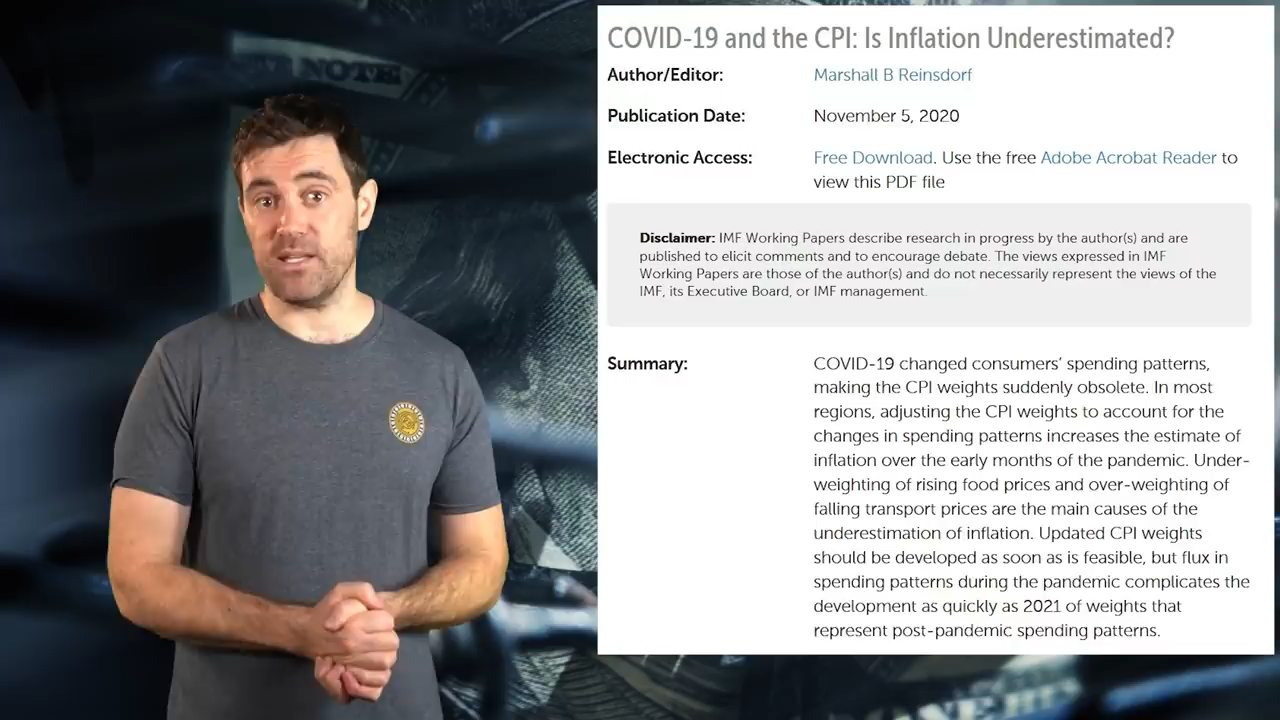 COVID-19 and the CPI: Is Inflation Underestimated?
Author/Editor: Marshall B Reinsdorf
Publication Date: November 5, 2020
Electronic Access: Free Download. Use the free Adobe Acrobat Reader to
view this PDF file
Disclaimer: IMF Working Papers describe research in progress by the author(s) and are
published to elicit comments and to encourage debate. The views expressed in IMF
Working Papers are those of the author(s) and do not necessarily represent the views of the
IMF, its Executive Board, or IMF management.
Summary: COVID-19 changed consumers’ spending patterns,
making the CPI weights suddenly obsolete. In most
regions, adjusting the CPI weights to account for the
changes in spending patterns increases the estimate of
inflation over the early months of the pandemic. Under-
weighting of rising food prices and over-weighting of
falling transport prices are the main causes of the
underestimation of inflation. Updated CPI weights
should be developed as soon as is feasible, but flux in
spending patterns during the pandemic complicates the
development as quickly as 2021 of weights that
represent post-pandemic spending patterns.
NOTE